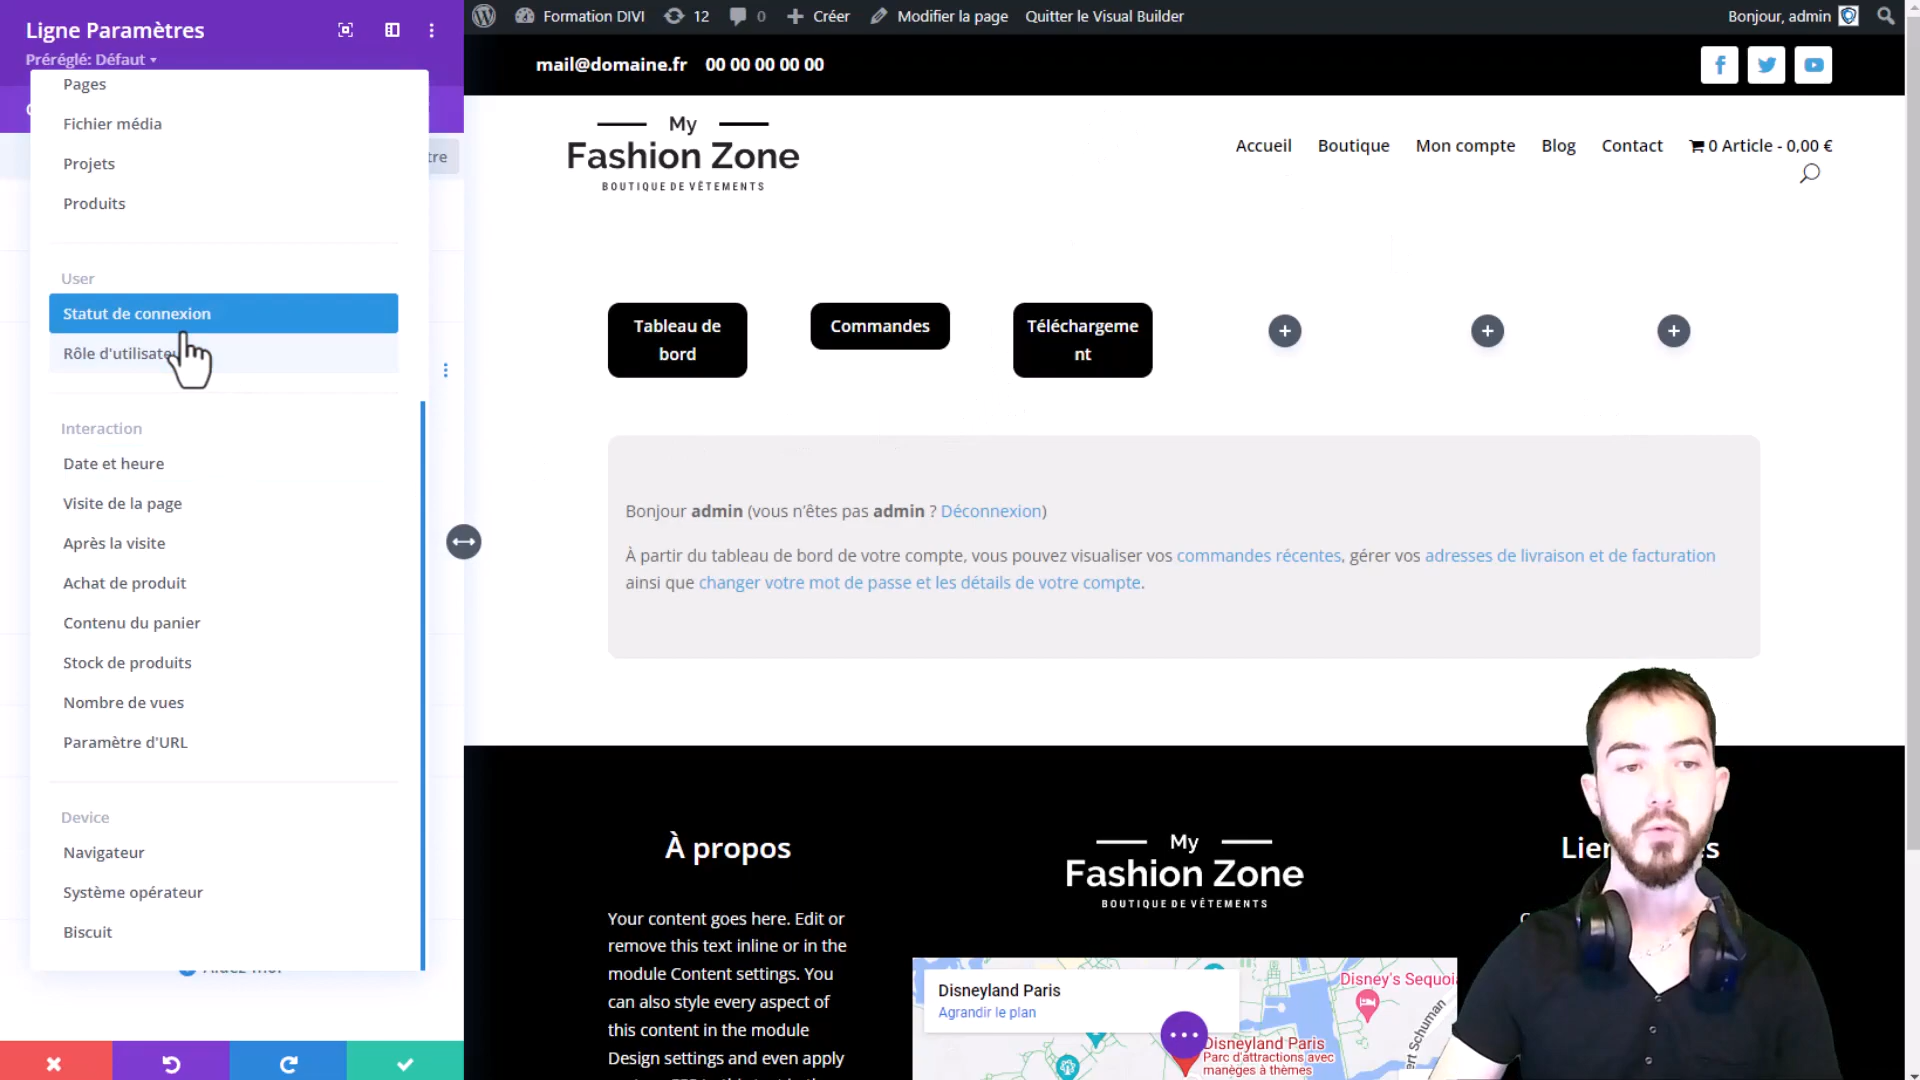 Ligne Paramètres
Préréglé: Défaut
Pages
Fichier média
Projets
Produits
User
Statut de connexion
Rôle d'utilisateu
Interaction
Date et heure
Visite de la page
Après la visite
Achat de produit
Contenu du panier
Stock de produits
Nombre de vues
Paramètre d'URL
Device
Navigateur
Système opérateur
Biscuit
tre
Formation DIVI
12
0
Créer
Modifier la page
Quitter le Visual Builder
Bonjour, admin
mail@domaine.fr
00 00 00 00 00
My
Fashion Zone
BOUTIQUE DE VÊTEMENTS
Accueil
Boutique
Mon compte
Blog
Contact
0 Article - 0,00 €
Tableau de
bord
Commandes
Téléchargeme
nt
Bonjour admin (vous n'êtes pas admin ? Déconnexion)
À partir du tableau de bord de votre compte, vous pouvez visualiser vos commandes récentes, gérer vos adresses de livraison et de facturation
ainsi que changer votre mot de passe et les détails de votre compte.
À propos
Your content goes here. Edit or
remove this text inline or in the
module Content settings. You
can also style every aspect of
this content in the module
Design settings and even apply
My
Fashion Zone
BOUTIQUE DE VÊTEMENTS
Disneyland Paris
Agrandir le plan
Disney's Sequoi
Disneyland Paris
Parc d'attractions avec
manèges à thèmes
ert Schuman
Lien